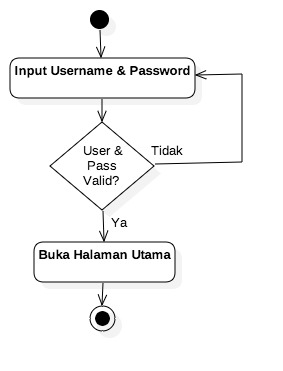 Input Username & Password
User &
Pass
Valid?
Tidak
Ya
Buka Halaman Utama